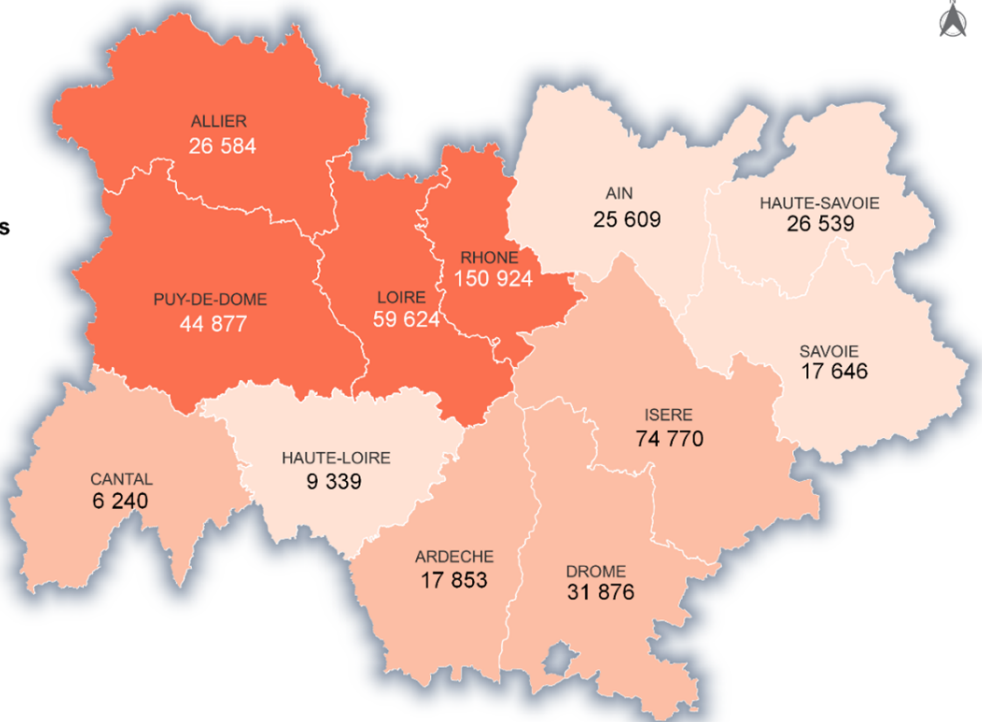 ALLIER
26 584
AIN
25 609
HAUTE-SAVOIE
26 539
s
RHONE
150 924
PUY-DE-DOME
44 877
LOIRE
59 624
SAVOIE
17 646
ISERE
74 770
HAUTE-LOIRE
9 339
CANTAL
6 240
ARDECHE
17 853
DROME
31 876